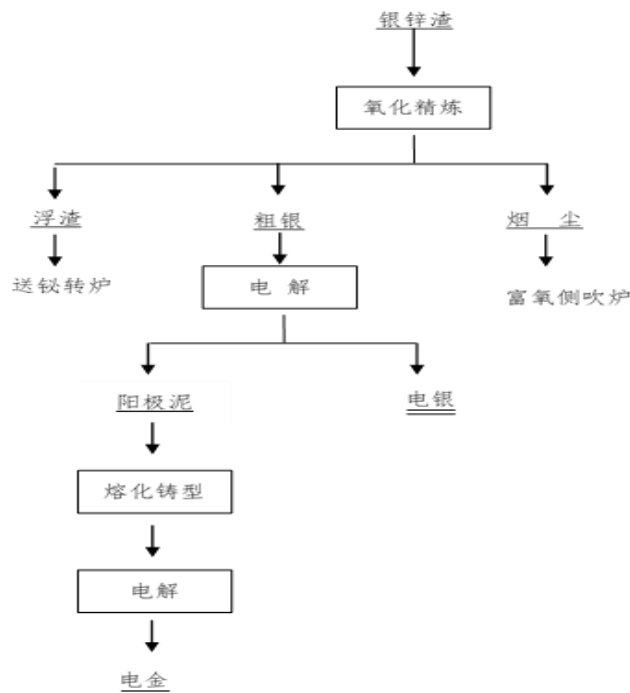 银锌渣
氧化精炼
浮渣
粗银
烟 尘
送铋转炉
电 解
富氧侧吹炉
阳极泥
电银
熔化铸型
电解
电金